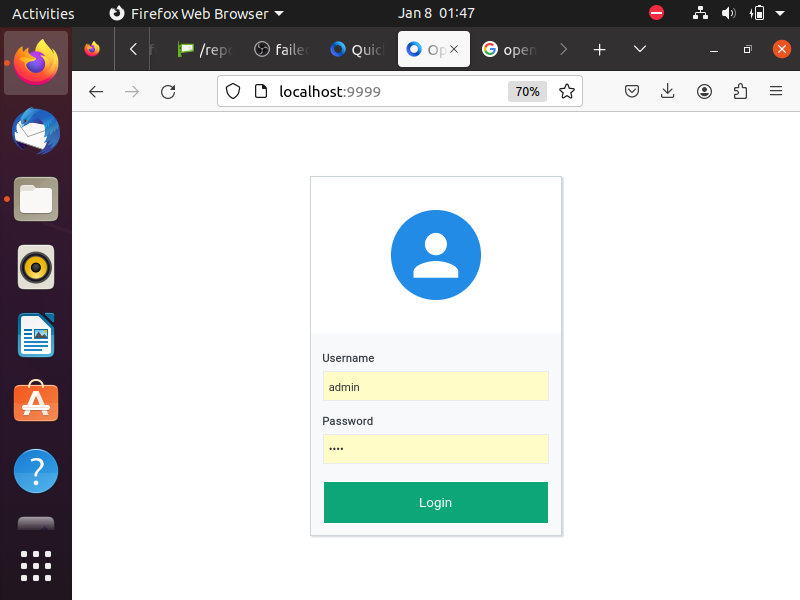 Activities
Firefox Web Browser
Jan 8 01:47
/repo
failed
Quic
Op
open
localhost:9999
70%
Username
admin
Password
••••
Login